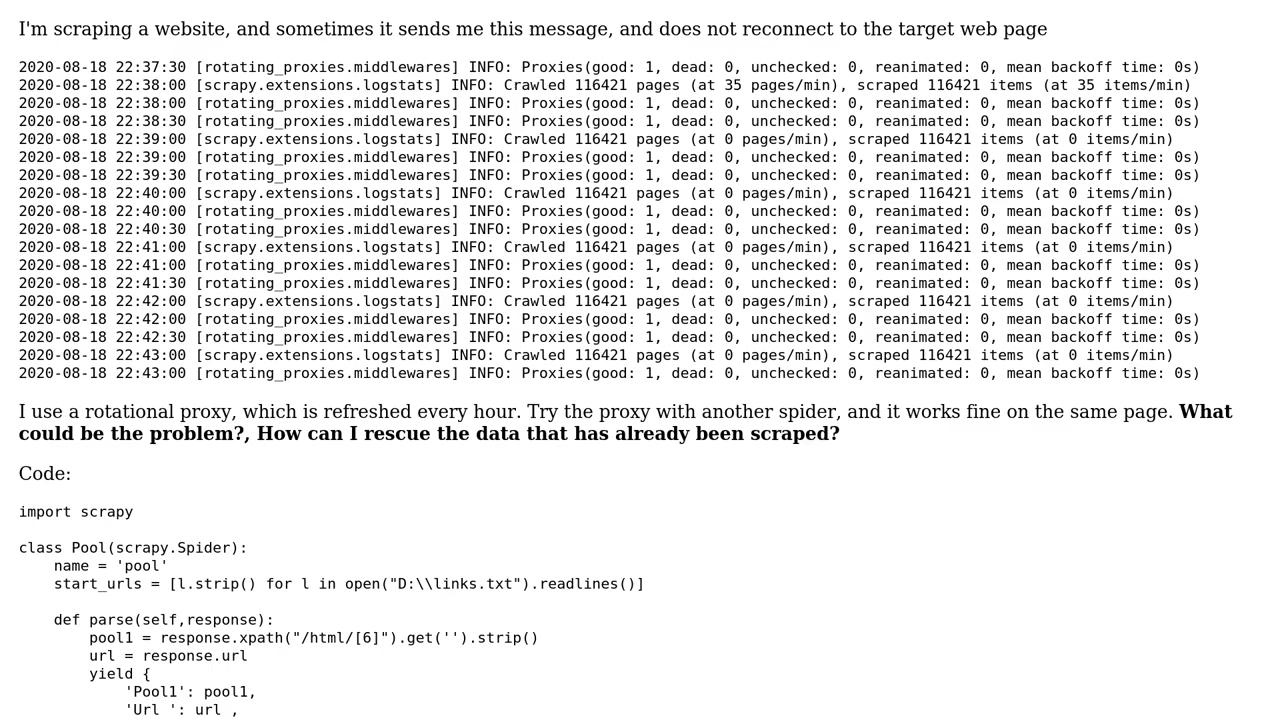 I'm scraping a website, and sometimes it sends me this message, and does not reconnect to the target web page
2020-08-18 22:37:30 [rotating_proxies.middlewares] INFO: Proxies(good: 1, dead: 0, unchecked: 0, reanimated: 0, mean backoff time: 0s)
2020-08-18 22:38:00 [scrapy.extensions.logstats] INFO: Crawled 116421 pages (at 35 pages/min), scraped 116421 items (at 35 items/min)
2020-08-18 22:38:00 [rotating_proxies.middlewares] INFO: Proxies(good: 1, dead: 0, unchecked: 0, reanimated: 0, mean backoff time: 0s)
2020-08-18 22:38:30 [rotating_proxies.middlewares] INFO: Proxies(good: 1, dead: 0, unchecked: 0, reanimated: 0, mean backoff time: 0s)
2020-08-18 22:39:00 [scrapy.extensions.logstats] INFO: Crawled 116421 pages (at 0 pages/min), scraped 116421 items (at 0 items/min)
2020-08-18 22:39:00 [rotating_proxies.middlewares] INFO: Proxies(good: 1, dead: 0, unchecked: 0, reanimated: 0, mean backoff time: 0s)
2020-08-18 22:39:30 [rotating_proxies.middlewares] INFO: Proxies(good: 1, dead: 0, unchecked: 0, reanimated: 0, mean backoff time: 0s)
2020-08-18 22:40:00 [scrapy.extensions.logstats] INFO: Crawled 116421 pages (at 0 pages/min), scraped 116421 items (at 0 items/min)
2020-08-18 22:40:00 [rotating_proxies.middlewares] INFO: Proxies(good: 1, dead: 0, unchecked: 0, reanimated: 0, mean backoff time: 0s)
2020-08-18 22:40:30 [rotating_proxies.middlewares] INFO: Proxies(good: 1, dead: 0, unchecked: 0, reanimated: 0, mean backoff time: 0s)
2020-08-18 22:41:00 [scrapy.extensions.logstats] INFO: Crawled 116421 pages (at 0 pages/min), scraped 116421 items (at 0 items/min)
2020-08-18 22:41:00 [rotating_proxies.middlewares] INFO: Proxies(good: 1, dead: 0, unchecked: 0, reanimated: 0, mean backoff time: 0s)
2020-08-18 22:41:30 [rotating_proxies.middlewares] INFO: Proxies(good: 1, dead: 0, unchecked: 0, reanimated: 0, mean backoff time: 0s)
2020-08-18 22:42:00 [scrapy.extensions.logstats] INFO: Crawled 116421 pages (at 0 pages/min), scraped 116421 items (at 0 items/min)
2020-08-18 22:42:00 [rotating_proxies.middlewares] INFO: Proxies(good: 1, dead: 0, unchecked: 0, reanimated: 0, mean backoff time: 0s)
2020-08-18 22:42:30 [rotating_proxies.middlewares] INFO: Proxies(good: 1, dead: 0, unchecked: 0, reanimated: 0, mean backoff time: 0s)
2020-08-18 22:43:00 [scrapy.extensions.logstats] INFO: Crawled 116421 pages (at 0 pages/min), scraped 116421 items (at 0 items/min)
2020-08-18 22:43:00 [rotating_proxies.middlewares] INFO: Proxies(good: 1, dead: 0, unchecked: 0, reanimated: 0, mean backoff time: 0s)
I use a rotational proxy, which is refreshed every hour. Try the proxy with another spider, and it works fine on the same page. What
could be the problem?, How can I rescue the data that has already been scraped?
Code:
import scrapy
class Pool(scrapy.Spider):
    name = 'pool'
    start_urls = [l.strip() for l in open("D:\\links.txt").readlines()]
    def parse(self,response):
        pool1 = response.xpath("/html/[6]").get('').strip()
        url = response.url
        yield {
            'Pool1': pool1,
            'Url ': url ,